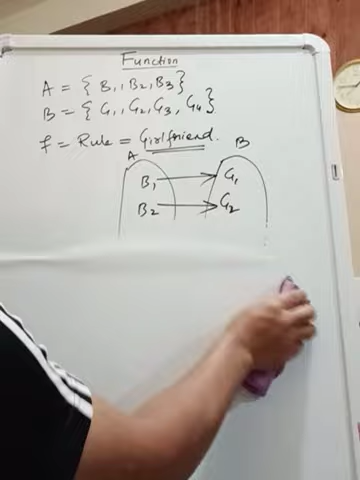 Function
A = { B₁, B₂, B₃ }
B = { G₁, G₂, G₃, G₄ }.
f = Rule = Girlfriend.
A B
B₁ → G₁
B₂ → G₂